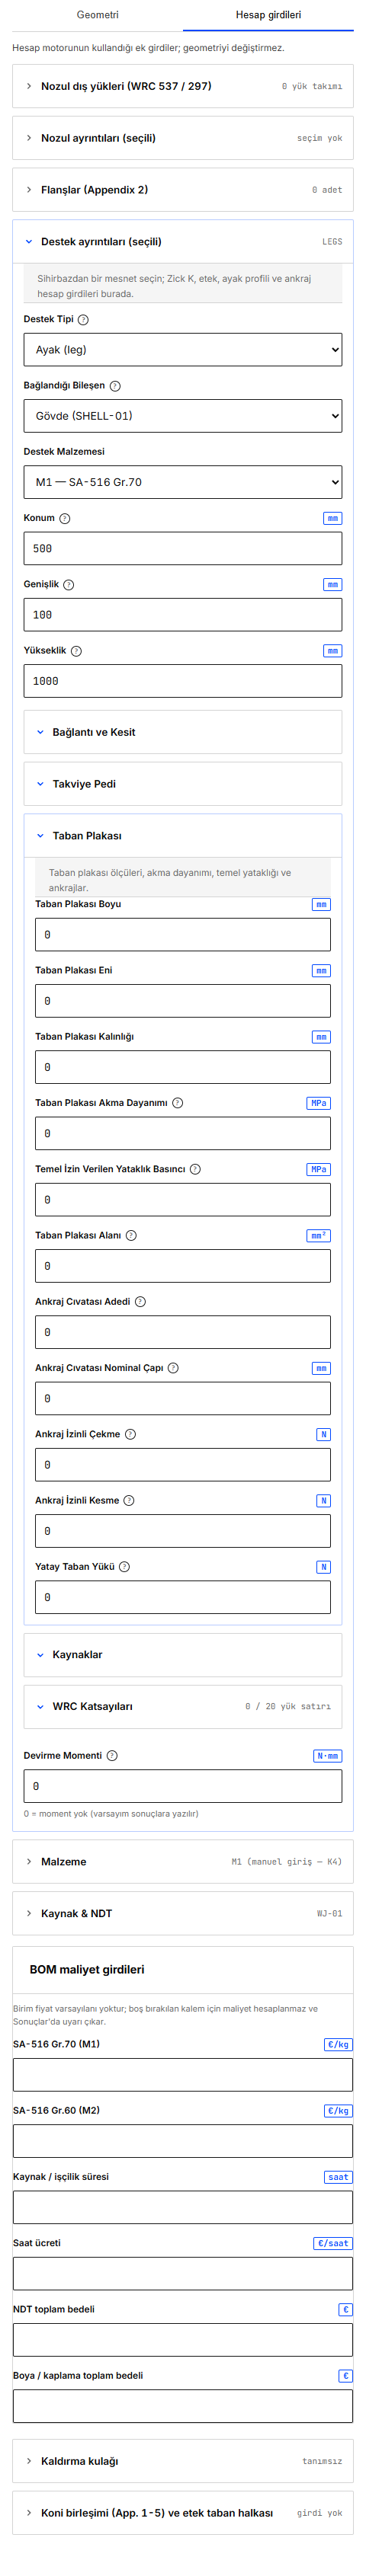 Geometri
Hesap girdileri
Hesap motorunun kullandığı ek girdiler; geometriyi değiştirmez.
Nozul dış yükleri (WRC 537 / 297)
0 yük takımı
Nozul ayrıntıları (seçili)
seçim yok
Flanşlar (Appendix 2)
0 adet
Destek ayrıntıları (seçili)
LEGS
Sihirbazdan bir mesnet seçin; Zick K, etek, ayak profili ve ankraj
hesap girdileri burada.
Destek Tipi ?
Ayak (leg)
Bağlandığı Bileşen ?
Gövde (SHELL-01)
Destek Malzemesi
M1 — SA-516 Gr.70
Konum ? mm
500
Genişlik ? mm
100
Yükseklik ? mm
1000
Bağlantı ve Kesit
Takviye Pedi
Taban Plakası
Taban plakası ölçüleri, akma dayanımı, temel yataklığı ve
ankrajlar.
Taban Plakası Boyu mm
0
Taban Plakası Eni mm
0
Taban Plakası Kalınlığı mm
0
Taban Plakası Akma Dayanımı ? MPa
0
Temel İzin Verilen Yataklık Basıncı ? MPa
0
Taban Plakası Alanı ? mm²
0
Ankraj Cıvatası Adedi ?
0
Ankraj Cıvatası Nominal Çapı ? mm
0
Ankraj İzinli Çekme ? N
0
Ankraj İzinli Kesme ? N
0
Yatay Taban Yükü ? N
0
Kaynaklar
WRC Katsayıları
0 / 20 yük satırı
Devirme Momenti ? N·mm
0
0 = moment yok (varsayım sonuçlara yazılır)
Malzeme
M1 (manuel giriş — K4)
Kaynak & NDT
WJ-01
BOM maliyet girdileri
Birim fiyat varsayılanı yoktur; boş bırakılan kalem için maliyet hesaplanmaz ve
Sonuçlar'da uyarı çıkar.
SA-516 Gr.70 (M1) €/kg
SA-516 Gr.60 (M2) €/kg
Kaynak / işçilik süresi saat
Saat ücreti €/saat
NDT toplam bedeli €
Boya / kaplama toplam bedeli €
Kaldırma kulağı
tanımsız
Koni birleşimi (App. 1-5) ve etek taban halkası
girdi yok